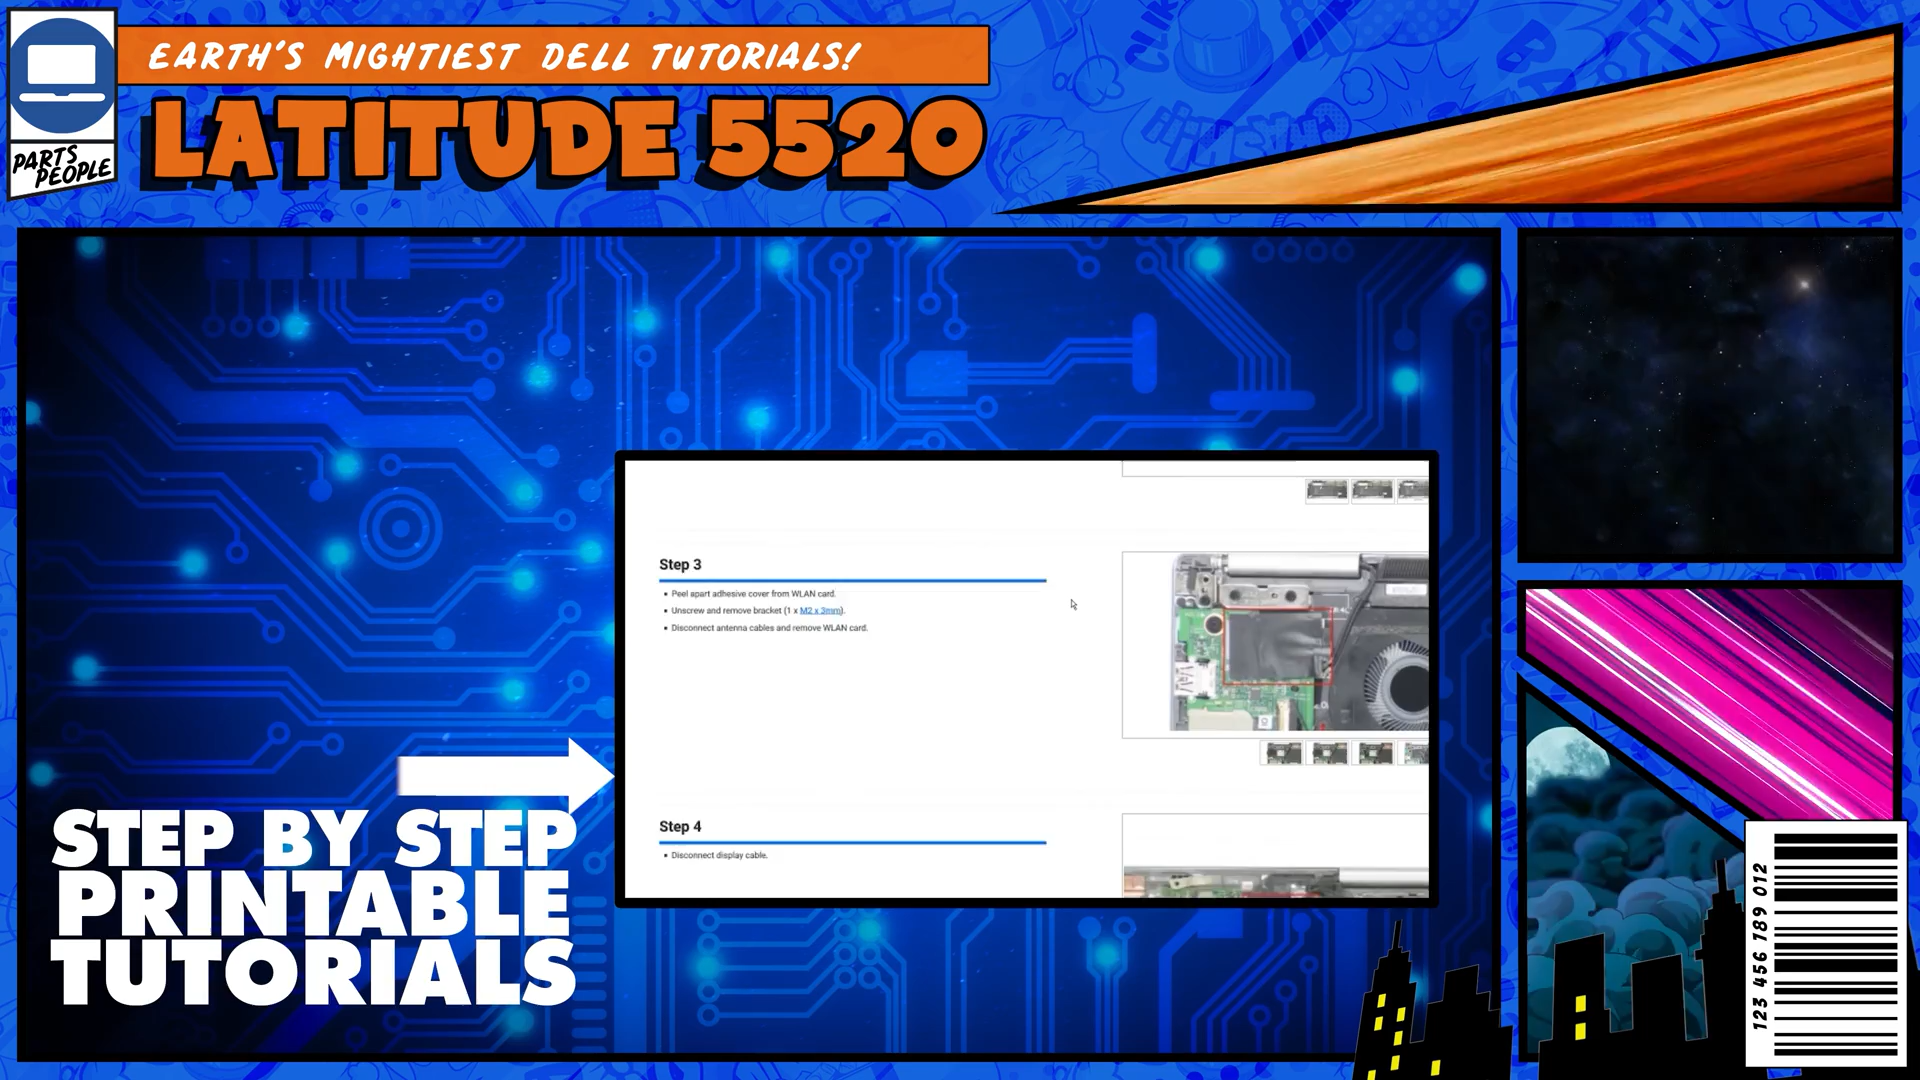 EARTH'S MIGHTIEST DELL TUTORIALS!
LATITUDE 5520
PARTS
PEOPLE
Step 3
Peel apart adhesive cover from WLAN card.
Unscrew and remove bracket (1 x M2 x 3mm).
Disconnect antenna cables and remove WLAN card.
Step 4
Disconnect display cable.
STEP BY STEP
PRINTABLE
TUTORIALS
123 456 789 012